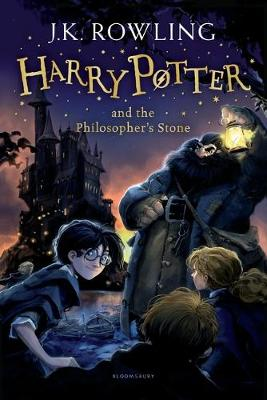 J.K. ROWLING
HARRY POTTER
and the
Philosopher's Stone
BLOOMSBURY